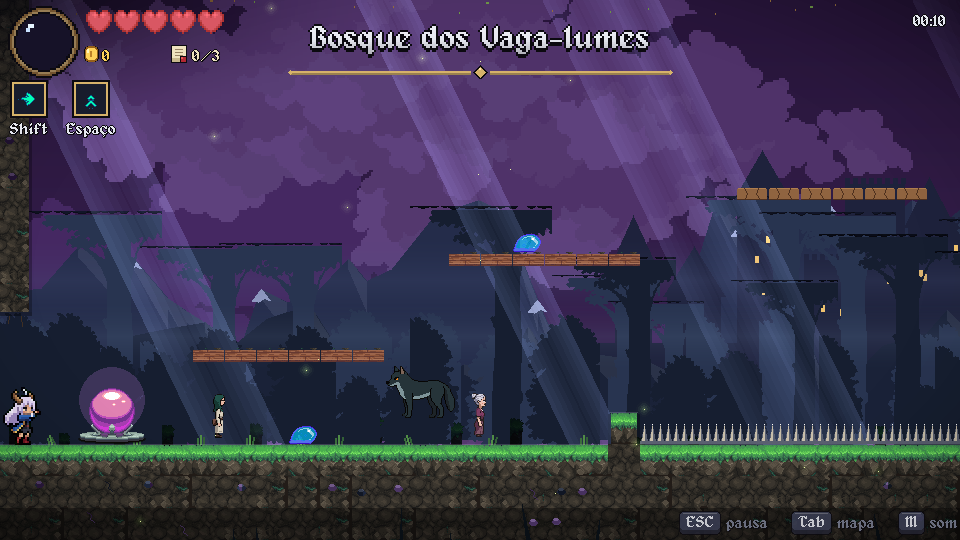 Bosque dos Vaga-lumes
00:10
0
0/3
Shift
Espaço
ESC pausa
Tab mapa
M som